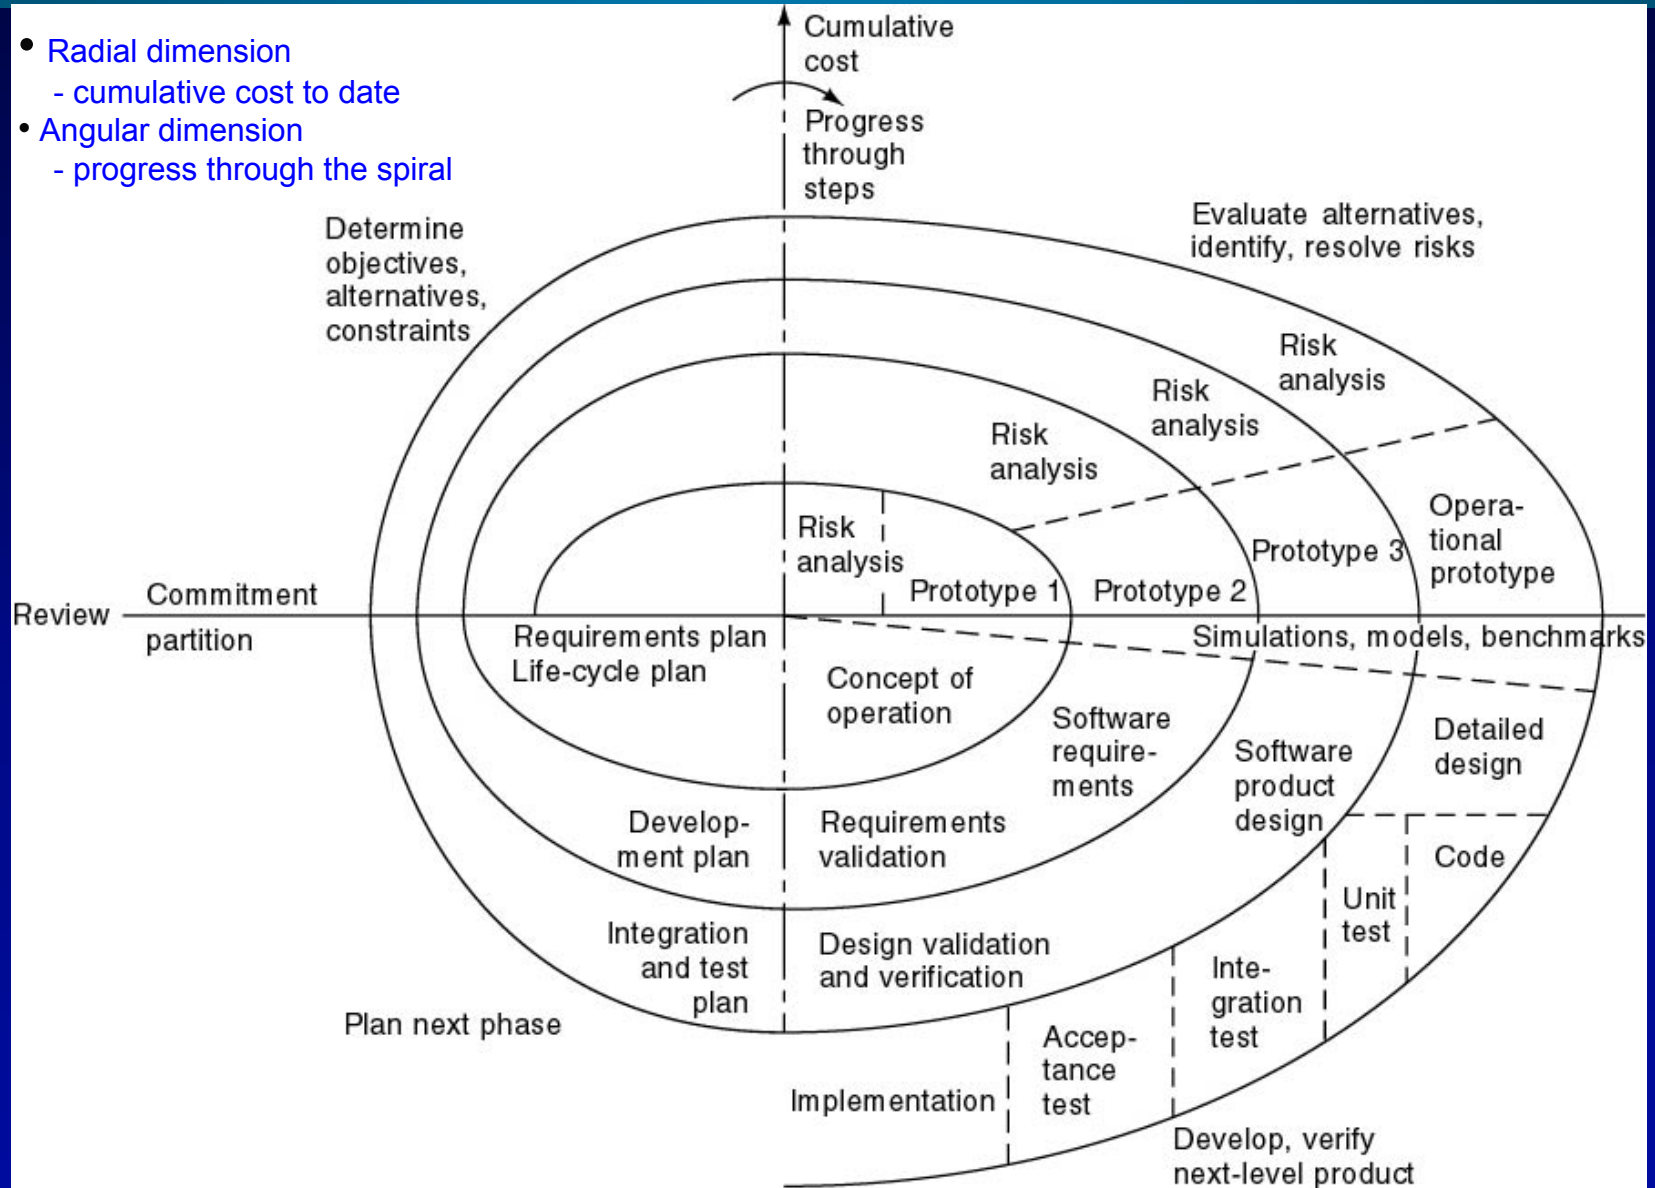 • Radial dimension
- cumulative cost to date
• Angular dimension
- progress through the spiral
Cumulative
cost
Progress
through
steps
Determine
objectives,
alternatives,
constraints
Evaluate alternatives,
identify, resolve risks
Risk
analysis
Risk
analysis
Risk
analysis
Risk
analysis
Opera-
tional
prototype
Prototype 3
Prototype 2
Prototype 1
Review
Commitment
partition
Requirements plan
Life-cycle plan
Simulations, models, benchmarks
Concept of
operation
Software
require-
ments
Software
product
design
Detailed
design
Develop-
ment plan
Requirements
validation
Code
Unit
test
Integration
and test
plan
Design validation
and verification
Inte-
gration
test
Plan next phase
Accep-
tance
test
Implementation
Develop, verify
next-level product